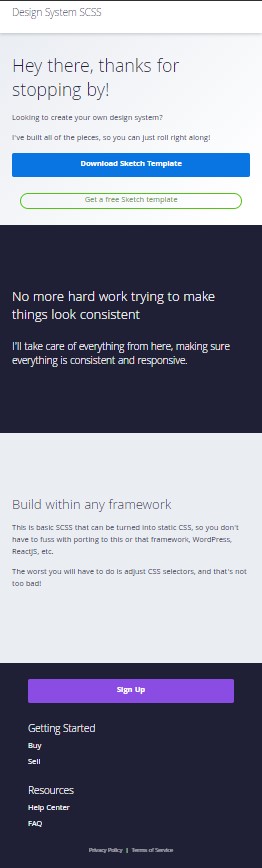 Design System SCSS
Hey there, thanks for
stopping by!
Looking to create your own design system?
I've built all of the pieces, so you can just roll right along!
Download Sketch Template
Get a free Sketch template
No more hard work trying to make
things look consistent
I'll take care of everything from here, making sure
everything is consistent and responsive.
Build within any framework
This is basic SCSS that can be turned into static CSS, so you don't
have to fuss with porting to this or that framework, WordPress,
ReactJS, etc.
The worst you will have to do is adjust CSS selectors, and that's not
too bad!
Sign Up
Getting Started
Buy
Sell
Resources
Help Center
FAQ
Privacy Policy | Terms of Service